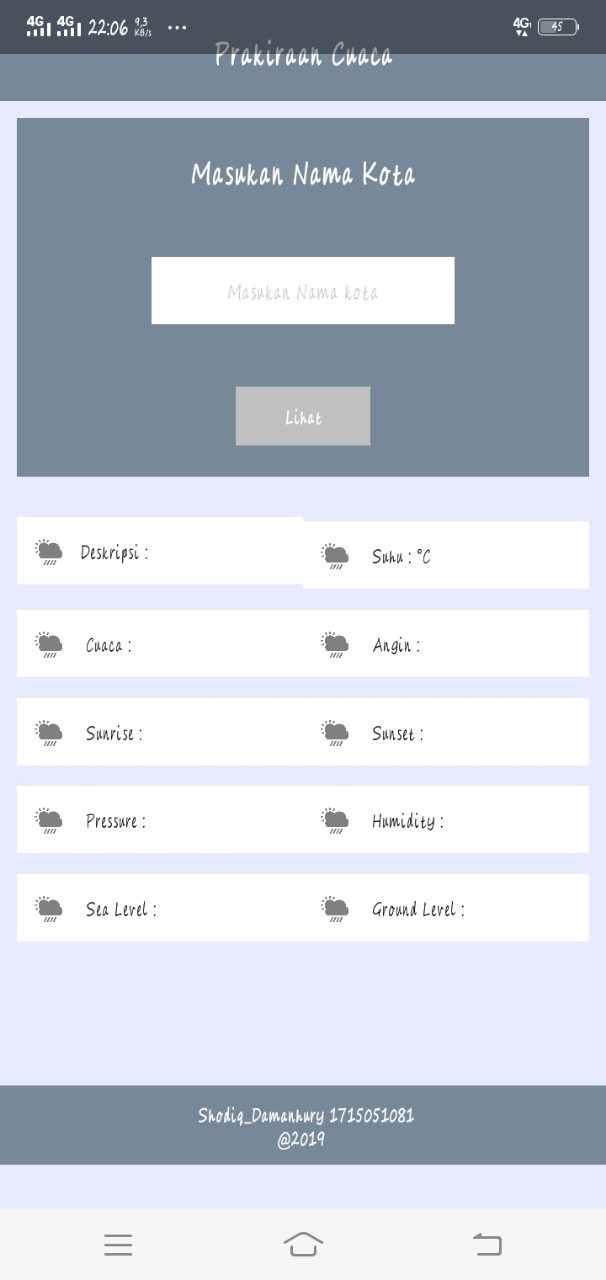 4G 4G 22:06 9,3 KB/s ... 4G 45
Prakiraan Cuaca
Masukan Nama Kota
Masukan Nama kota
Lihat
Deskripsi :
Suhu : °C
Cuaca :
Angin :
Sunrise :
Sunset :
Pressure :
Humidity :
Sea Level :
Ground Level :
Shodiq_Damanhury 1715051081
@2019